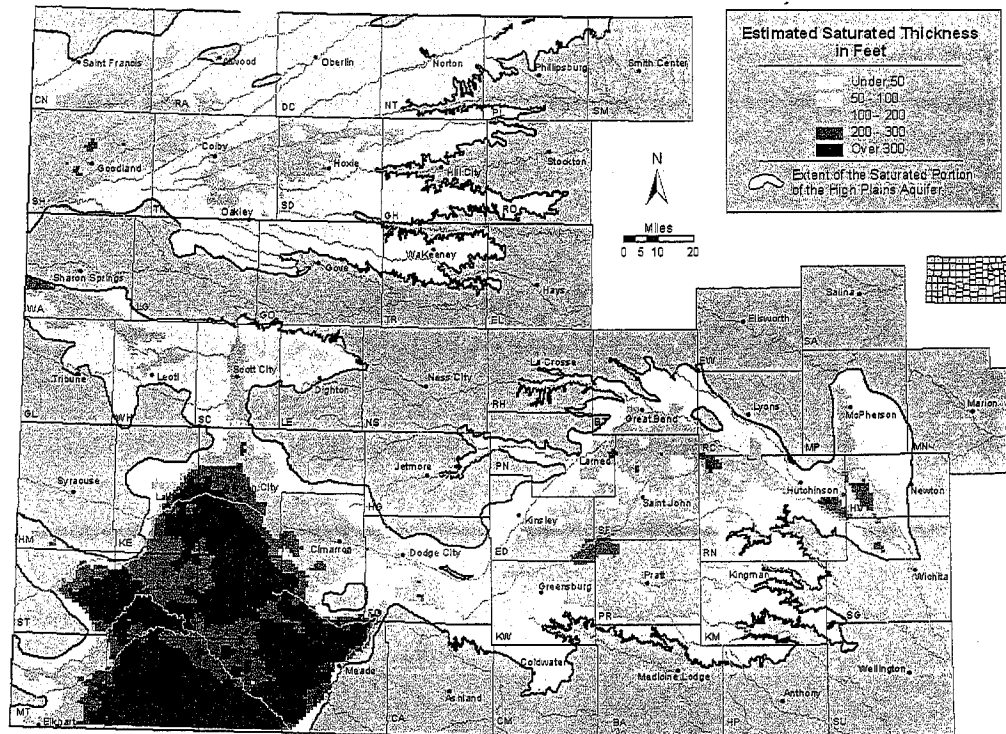 Estimated Saturated Thickness
in Feet
Under 50
50 - 100
100 - 200
200 - 300
Over 300
Extent of the Saturated Portion
of the High Plains Aquifer.
N
Miles
0 5 10 20
Saint Francis
Atwood
Oberlin
Norton
Phillipsburg
Smith Center
CN
RA
DC
NT
SM
Goodland
Colby
Hoxie
Hill City
Stockton
SH
TH
SD
GH
RO
Oakley
Sharon Springs
Gove
WaKeeney
Hays
WA
LG
GO
TR
EL
Salina
Ellsworth
EW
SA
Tribune
Leoti
Scott City
Dighton
Ness City
La Crosse
Great Bend
Lyons
McPherson
Marion
GL
WH
SC
LE
NS
RH
BT
MP
MN
Syracuse
City
Jetmore
Larned
Saint John
Hutchinson
Newton
HM
KE
HG
PN
Cimarron
Dodge City
Kinsley
ED
SF
RN
HV
Greensburg
Pratt
Kingman
Wichita
ST
KW
PR
KM
SG
Meade
Ashland
Coldwater
Medicine Lodge
Anthony
Wellington
MT
Elkhart
CA
CM
BA
HP
SU